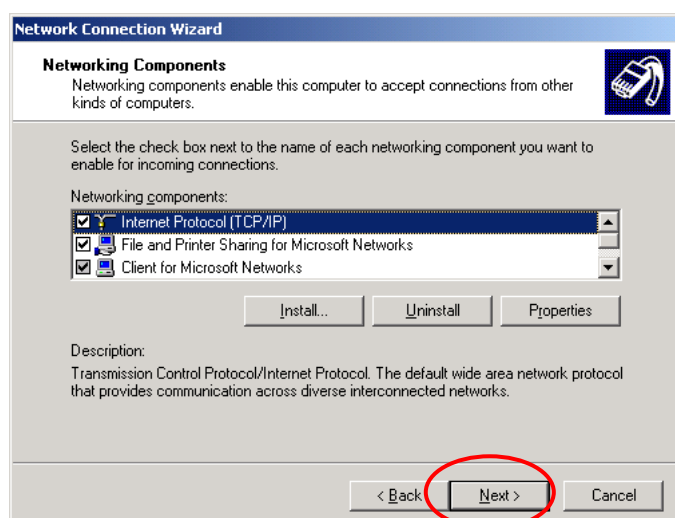 Network Connection Wizard
Networking Components
Networking components enable this computer to accept connections from other
kinds of computers.
Select the check box next to the name of each networking component you want to
enable for incoming connections.
Networking components:
Internet Protocol (TCP/IP)
File and Printer Sharing for Microsoft Networks
Client for Microsoft Networks
Install...
Uninstall
Properties
Description:
Transmission Control Protocol/Internet Protocol. The default wide area network protocol
that provides communication across diverse interconnected networks.
< Back
Next >
Cancel